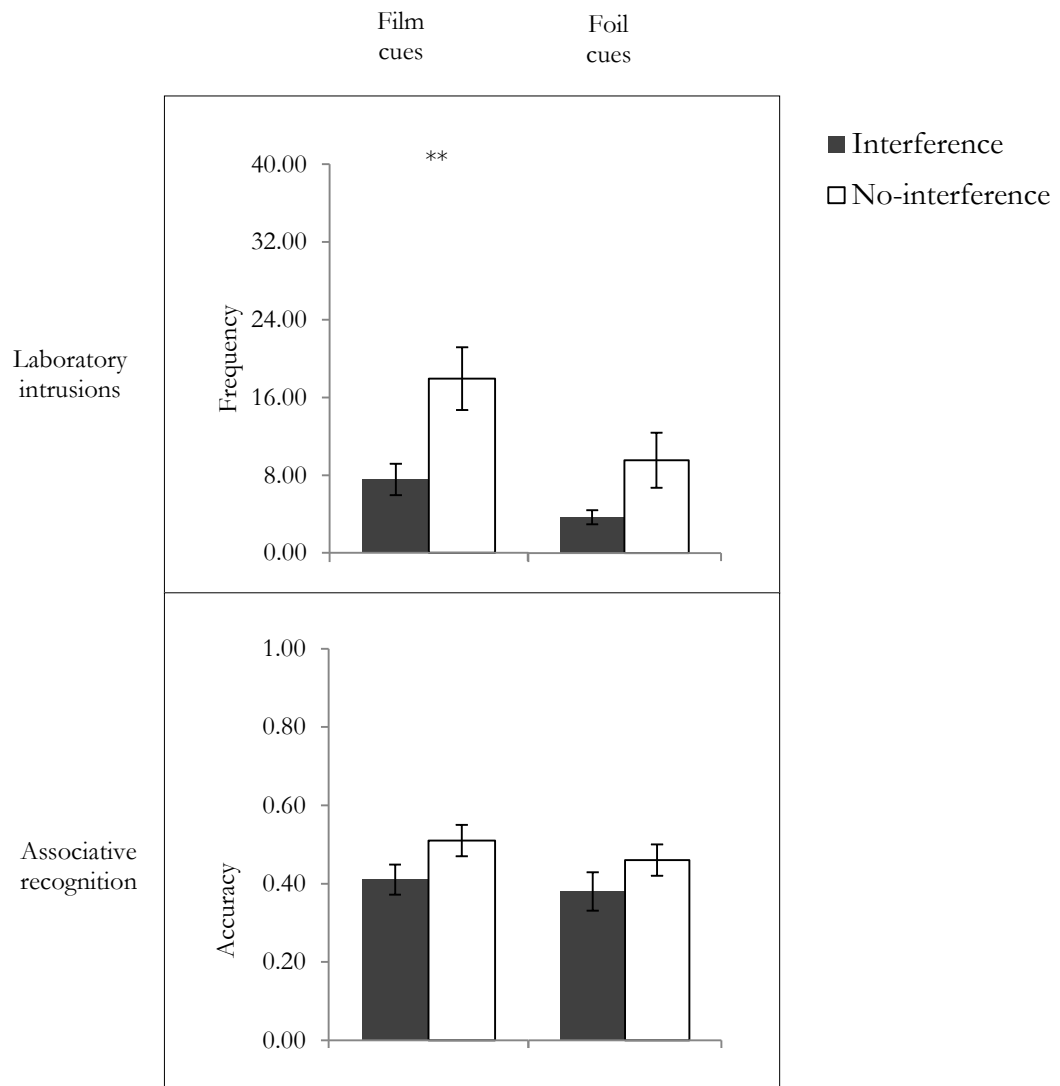 Film
cues
Foil
cues
Interference
No-interference
**
Laboratory
intrusions
Frequency
40.00
32.00
24.00
16.00
8.00
0.00
Associative
recognition
Accuracy
1.00
0.80
0.60
0.40
0.20
0.00